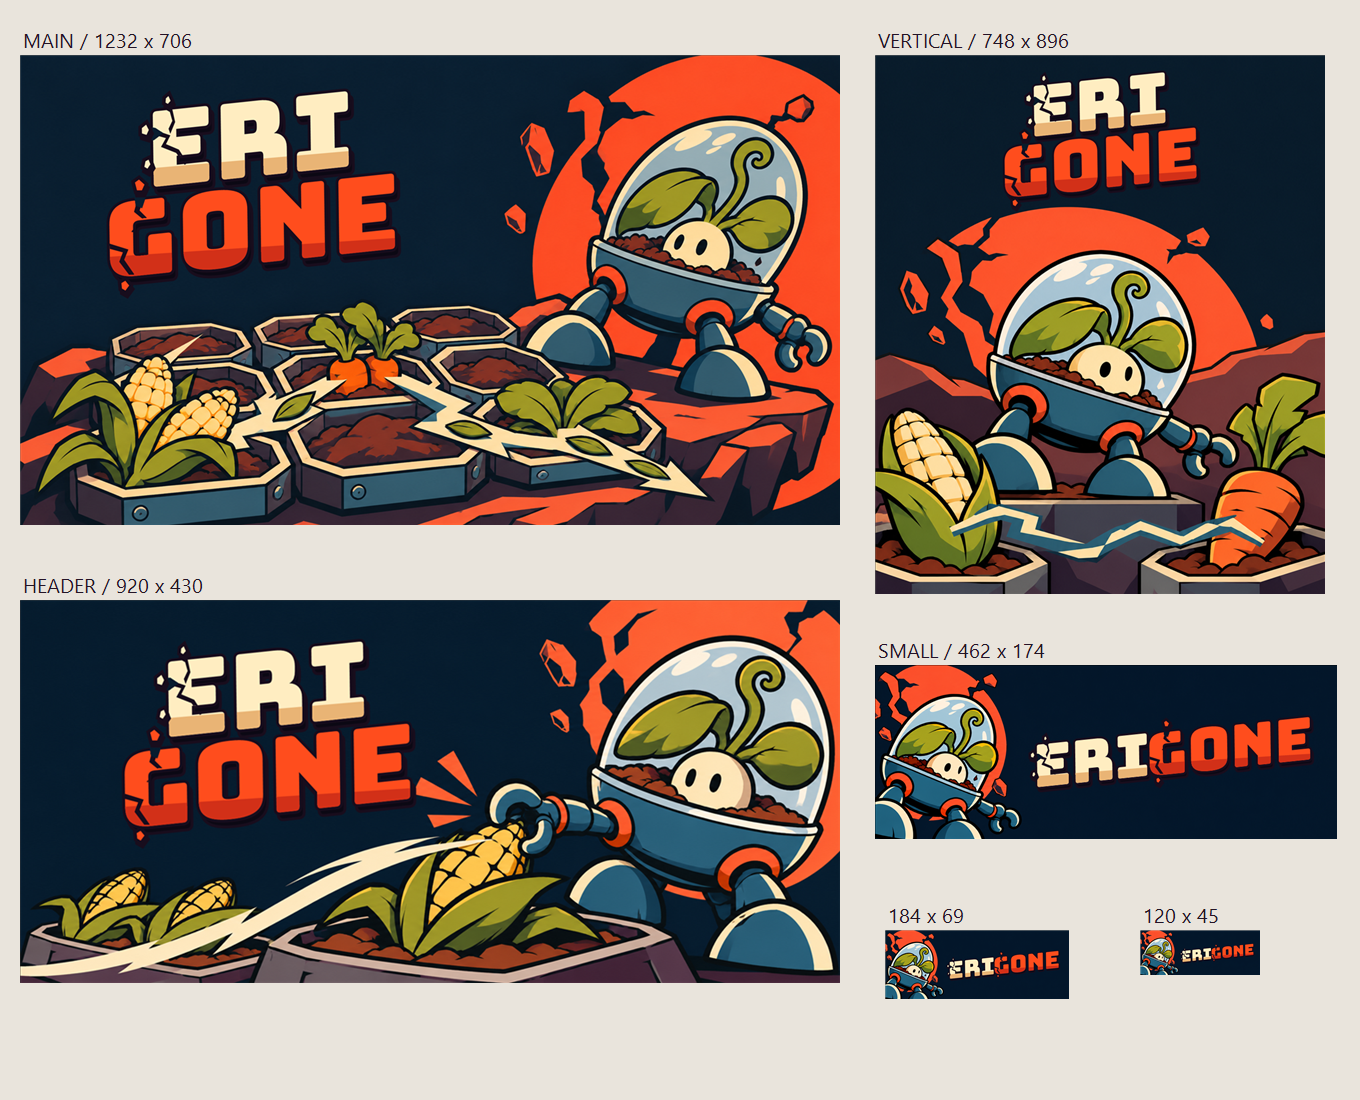 MAIN / 1232 x 706
ERI
GONE
VERTICAL / 748 x 896
ERI
GONE
HEADER / 920 x 430
ERI
GONE
SMALL / 462 x 174
ERIGONE
184 x 69
ERIGONE
120 x 45
ERIGONE